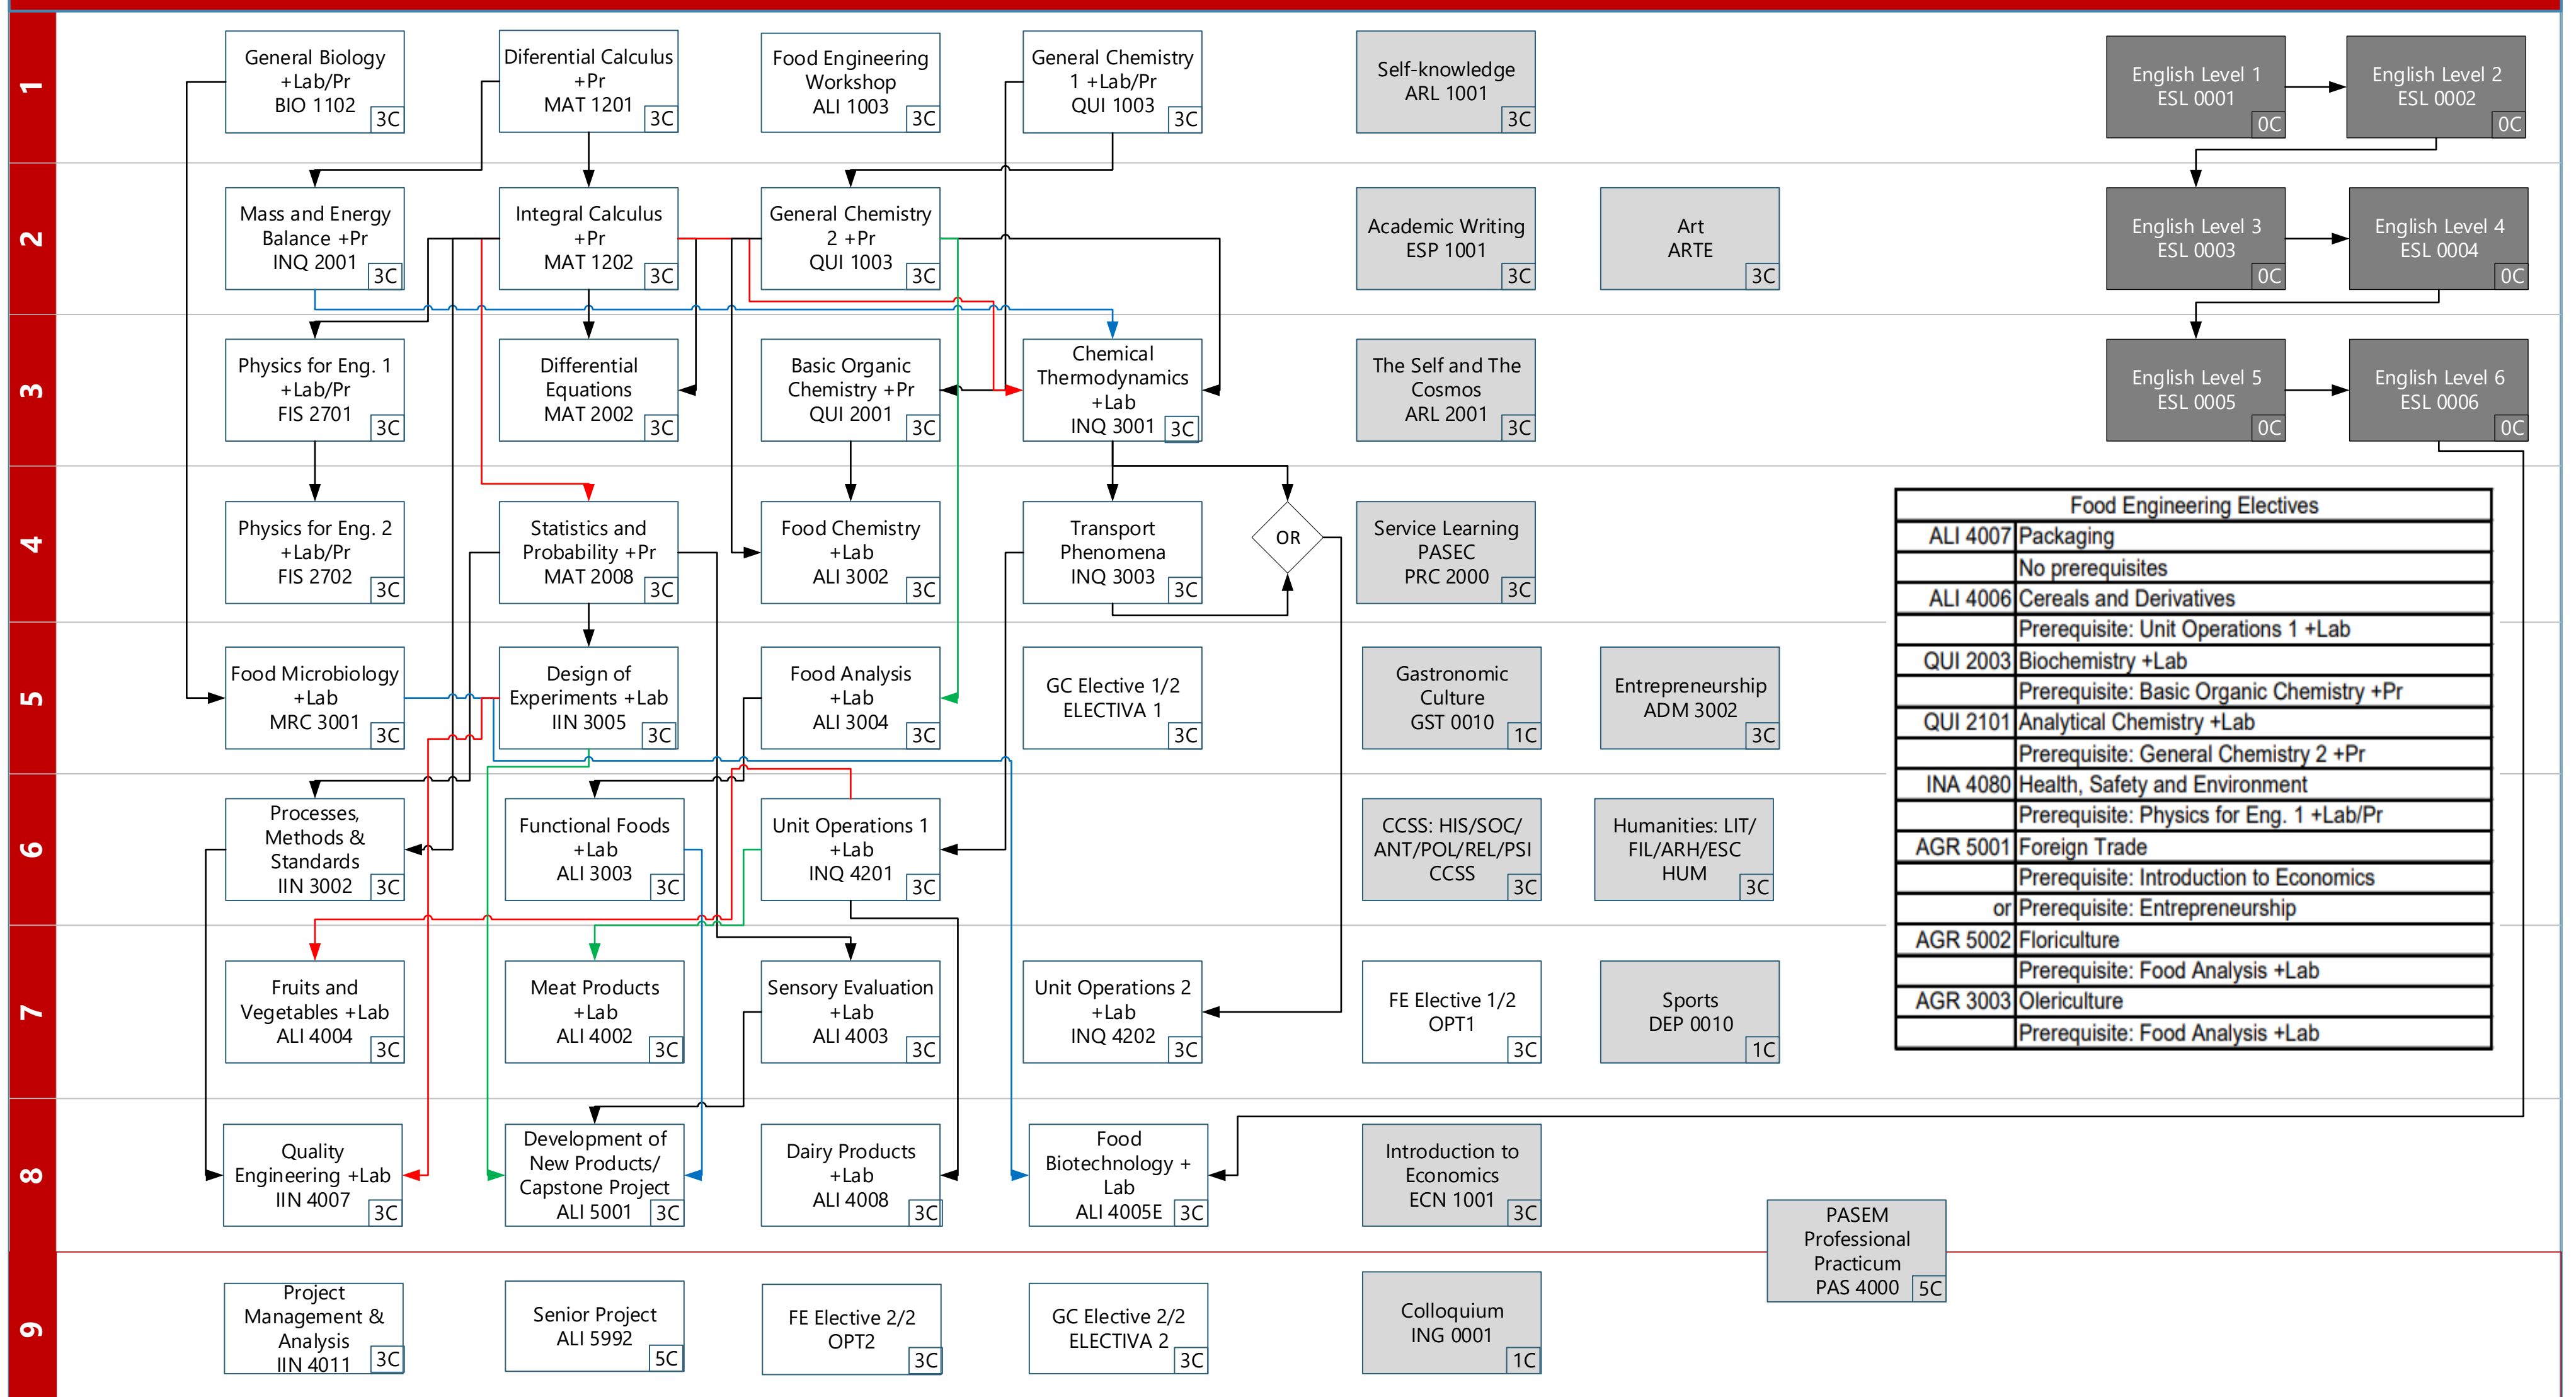 1
General Biology
+Lab/Pr
BIO 1102
3C
Diferential Calculus
+Pr
MAT 1201
3C
Food Engineering
Workshop
ALI 1003
3C
General Chemistry
1 +Lab/Pr
QUI 1003
3C
Self-knowledge
ARL 1001
3C
English Level 1
ESL 0001
0C
English Level 2
ESL 0002
0C
2
Mass and Energy
Balance +Pr
INQ 2001
3C
Integral Calculus
+Pr
MAT 1202
3C
General Chemistry
2 +Pr
QUI 1003
3C
Academic Writing
ESP 1001
3C
Art
ARTE
3C
English Level 3
ESL 0003
0C
English Level 4
ESL 0004
0C
3
Physics for Eng. 1
+Lab/Pr
FIS 2701
3C
Differential
Equations
MAT 2002
3C
Basic Organic
Chemistry +Pr
QUI 2001
3C
Chemical
Thermodynamics
+Lab
INQ 3001
3C
The Self and The
Cosmos
ARL 2001
3C
English Level 5
ESL 0005
0C
English Level 6
ESL 0006
0C
4
Physics for Eng. 2
+Lab/Pr
FIS 2702
3C
Statistics and
Probability +Pr
MAT 2008
3C
Food Chemistry
+Lab
ALI 3002
3C
Transport
Phenomena
INQ 3003
3C
OR
Service Learning
PASEC
PRC 2000
3C
5
Food Microbiology
+Lab
MRC 3001
3C
Design of
Experiments +Lab
IIN 3005
3C
Food Analysis
+Lab
ALI 3004
3C
GC Elective 1/2
ELECTIVA 1
3C
Gastronomic
Culture
GST 0010
1C
Entrepreneurship
ADM 3002
3C
6
Processes,
Methods &
Standards
IIN 3002
3C
Functional Foods
+Lab
ALI 3003
3C
Unit Operations 1
+Lab
INQ 4201
3C
CCSS: HIS/SOC/
ANT/POL/REL/PSI
CCSS
3C
Humanities: LIT/
FIL/ARH/ESC
HUM
3C
7
Fruits and
Vegetables +Lab
ALI 4004
3C
Meat Products
+Lab
ALI 4002
3C
Sensory Evaluation
+Lab
ALI 4003
3C
Unit Operations 2
+Lab
INQ 4202
3C
FE Elective 1/2
OPT1
3C
Sports
DEP 0010
1C
8
Quality
Engineering +Lab
IIN 4007
3C
Development of
New Products/
Capstone Project
ALI 5001
3C
Dairy Products
+Lab
ALI 4008
3C
Food
Biotechnology +
Lab
ALI 4005E
3C
Introduction to
Economics
ECN 1001
3C
PASEM
Professional
Practicum
PAS 4000
5C
9
Project
Management &
Analysis
IIN 4011
3C
Senior Project
ALI 5992
5C
FE Elective 2/2
OPT2
3C
GC Elective 2/2
ELECTIVA 2
3C
Colloquium
ING 0001
1C
Food Engineering Electives
ALI 4007 Packaging
No prerequisites
ALI 4006 Cereals and Derivatives
Prerequisite: Unit Operations 1 +Lab
QUI 2003 Biochemistry +Lab
Prerequisite: Basic Organic Chemistry +Pr
QUI 2101 Analytical Chemistry +Lab
Prerequisite: General Chemistry 2 +Pr
INA 4080 Health, Safety and Environment
Prerequisite: Physics for Eng. 1 +Lab/Pr
AGR 5001 Foreign Trade
Prerequisite: Introduction to Economics
or Prerequisite: Entrepreneurship
AGR 5002 Floriculture
Prerequisite: Food Analysis +Lab
AGR 3003 Olericulture
Prerequisite: Food Analysis +Lab